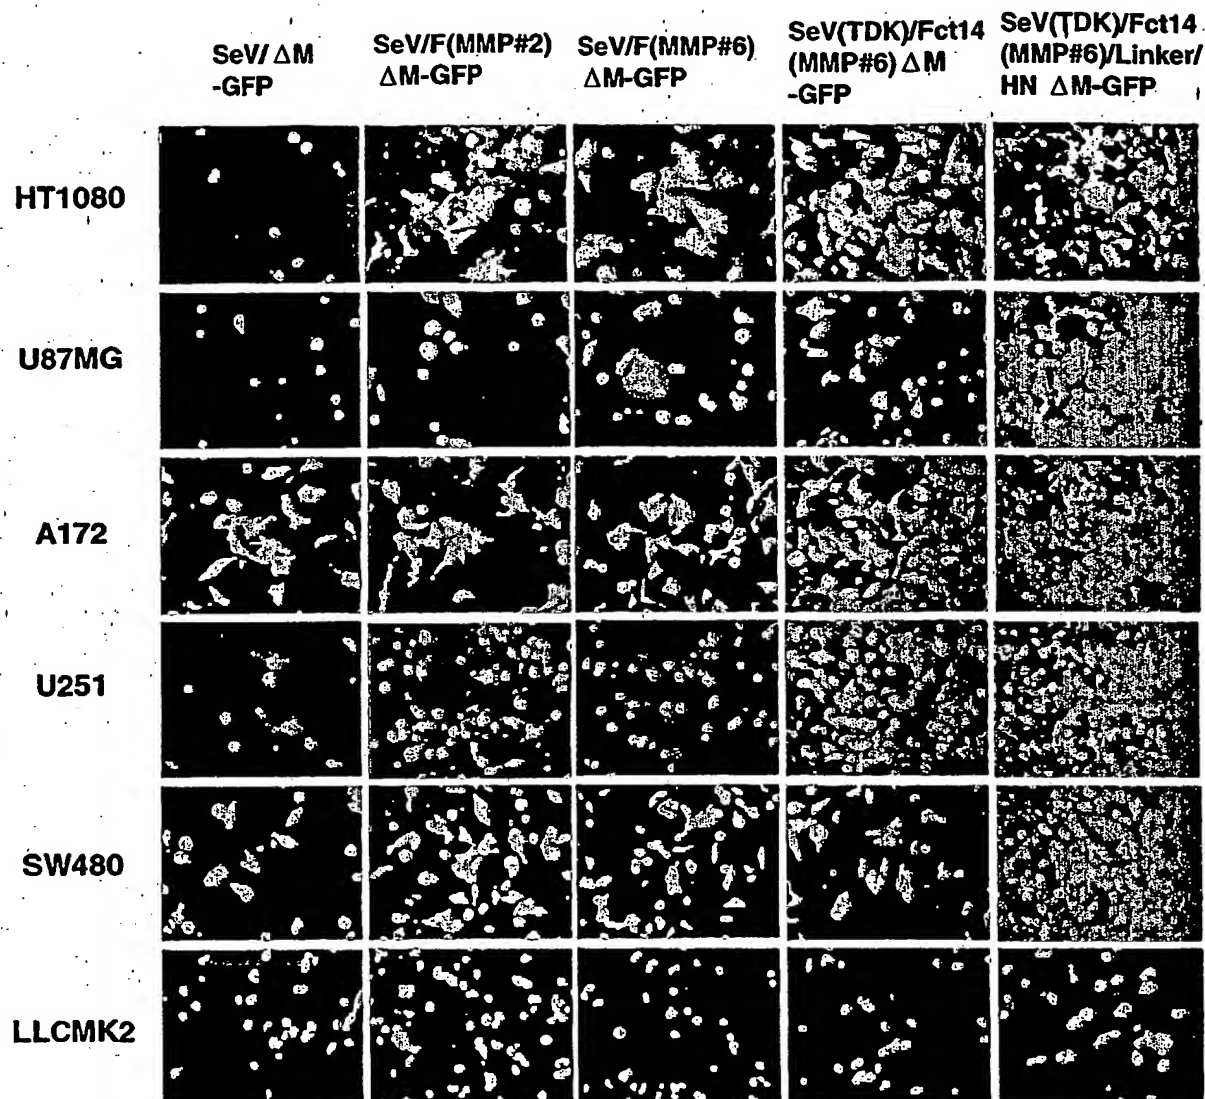 SeV/ ΔM
-GFP
SeV/F(MMP#2)
ΔM-GFP
SeV/F(MMP#6)
ΔM-GFP
SeV(TDK)/Fct14
(MMP#6) ΔM
-GFP
SeV(TDK)/Fct14
(MMP#6)/Linker/
HN ΔM-GFP
HT1080
U87MG
A172
U251
SW480
LLCMK2